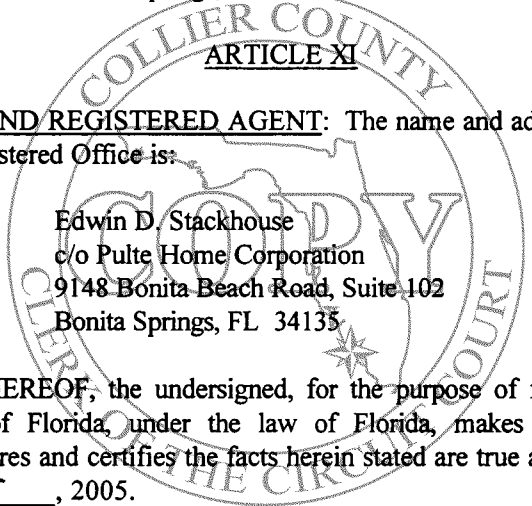 COLLIER COUNTY
ARTICLE XI
ND REGISTERED AGENT: The name and ad
stered Office is:
COPY
Edwin D. Stackhouse
c/o Pulte Home Corporation
9148 Bonita Beach Road, Suite 102
Bonita Springs, FL 34135
EREOF, the undersigned, for the purpose of
of Florida, under the law of Florida, makes
res and certifies the facts herein stated are true a
, 2005.
CLERK OF THE CIRCUIT COURT